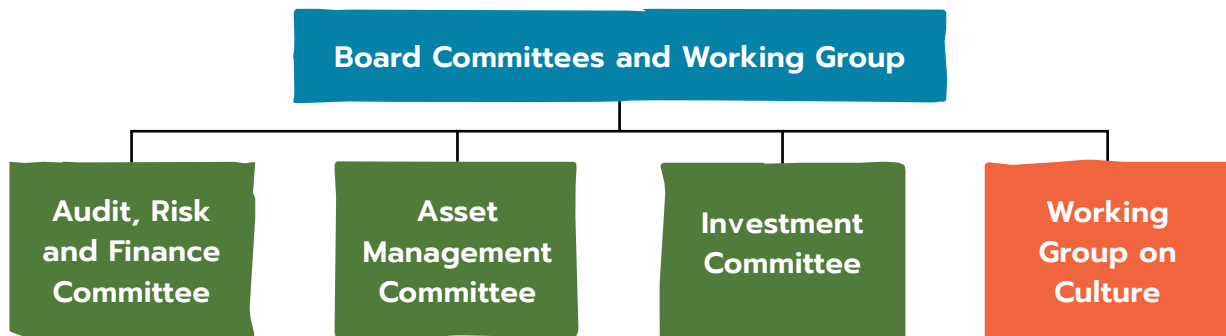 Board Committees and Working Group
Audit, Risk
and Finance
Committee
Asset
Management
Committee
Investment
Committee
Working
Group on
Culture